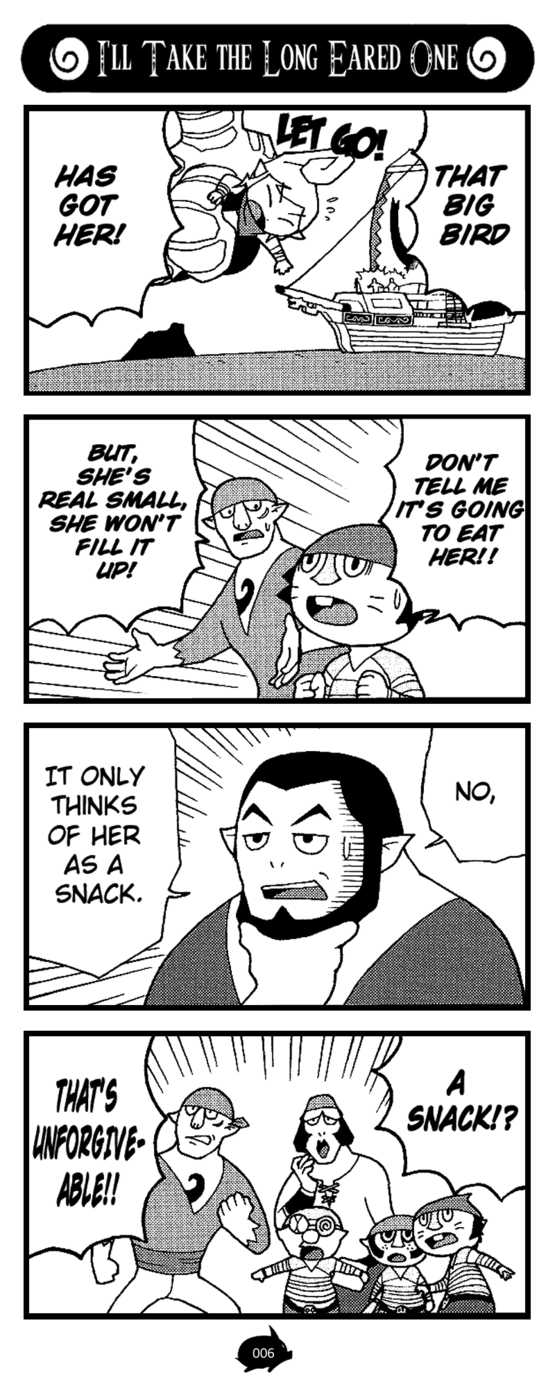 I'LL TAKE THE LONG EARED ONE
THAT
BIG
BIRD
LET GO!
HAS
GOT
HER!
DON'T
TELL ME
IT'S GOING
TO EAT
HER!!
BUT,
SHE'S
REAL SMALL,
SHE WON'T
FILL IT
UP!
NO,
IT ONLY
THINKS
OF HER
AS A
SNACK.
A
SNACK!?
THAT'S
UNFORGIVE-
ABLE!!
006